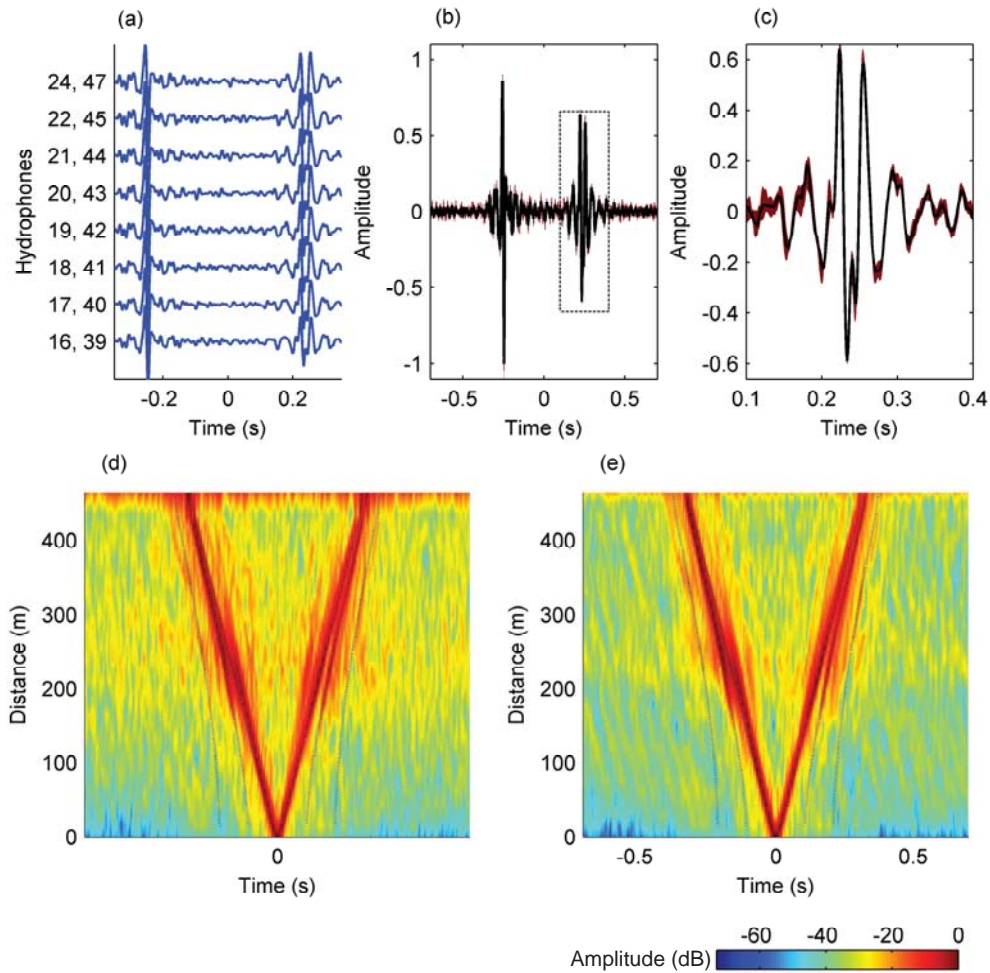 (a)
(b)
(c)
Hydrophones
24, 47
22, 45
21, 44
20, 43
19, 42
18, 41
17, 40
16, 39
-0.2 0 0.2
Time (s)
Amplitude
1
0.5
0
-0.5
-1
-0.5 0 0.5
Time (s)
Amplitude
0.6
0.4
0.2
0
-0.2
-0.4
-0.6
0.1 0.2 0.3 0.4
Time (s)
(d)
(e)
Distance (m)
400
300
200
100
0
0
Time (s)
Distance (m)
400
300
200
100
0
-0.5 0 0.5
Time (s)
-60 -40 -20 0
Amplitude (dB)